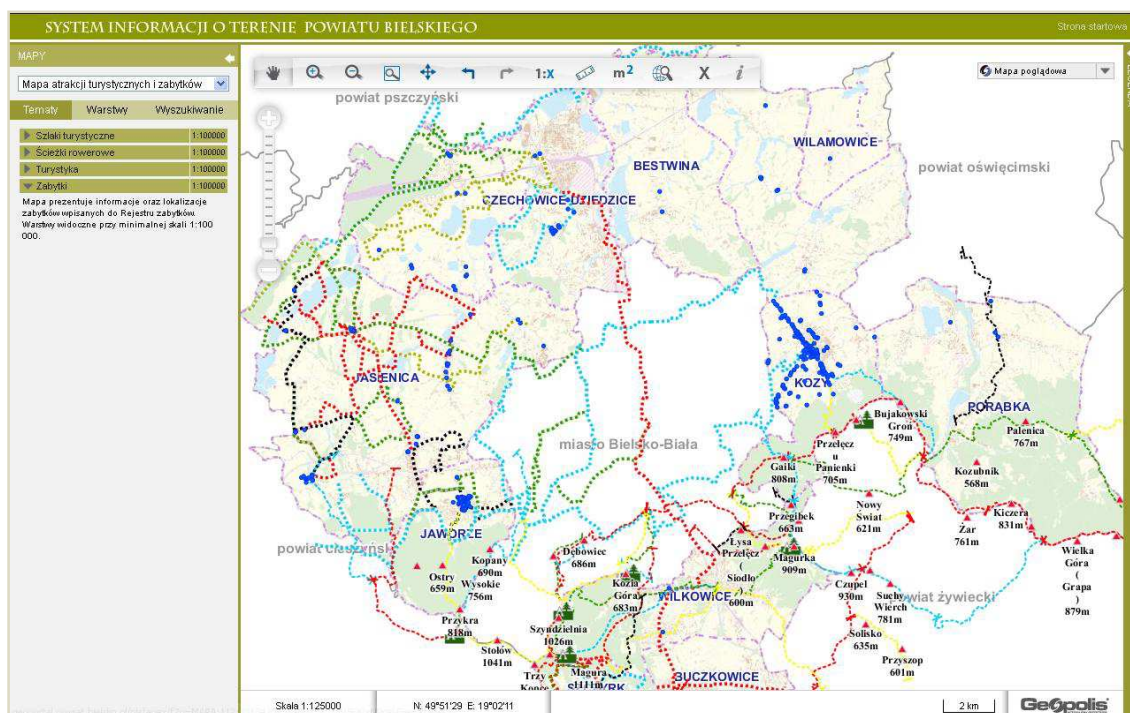 SYSTEM INFORMACJI O TERENIE POWIATU BIELSKIEGO
Strona startowa
MAPY
Mapa atrakcji turystycznych i zabytków
Tematy Warstwy Wyszukiwanie
Szlaki turystyczne 1:100000
Ścieżki rowerowe 1:100000
Turystyka 1:100000
Zabytki 1:100000
Mapa prezentuje informacje oraz lokalizacje
zabytków wpisanych do Rejestru zabytków.
Warstwy widoczne przy minimalnej skali 1:100
000.
1:X m² X i
Mapa poglądowa
powiat pszczyński
WILAMOWICE
BESTWINA
powiat oświęcimski
CZECHOWICE-DZIEDZICE
JASIENICA
KOZY
PORĄBKA
Bujakowski
Groń
749m
Palenica
767m
Przełęcz
u
Panienki
705m
miasto Bielsko-Biała
Gaiki
808m
Kozubnik
568m
Nowy
Świat
621m
Przegibek
663m
Kiczera
831m
Żar
761m
JAWORZE
powiat cieszyński
Kopany
690m
Wysokie
756m
Dębowiec
686m
Łysa
Przełęcz
(
Siodło
)
600m
Magurka
909m
Wielka
Góra
(
Grapa
)
879m
Ostry
659m
Kozia
Góra
683m
WILKOWICE
Czupel
930m
Suchy
Wierch
781m
powiat żywiecki
Przykra
818m
Szyndzielnia
1026m
Solisko
635m
Stołów
1041m
Przyszop
601m
Trzy
Kopce
Magura
1111m
BUCZKOWICE
Skala 1:125000
N: 49°51'29 E: 19°02'11
2 km
Geopolis